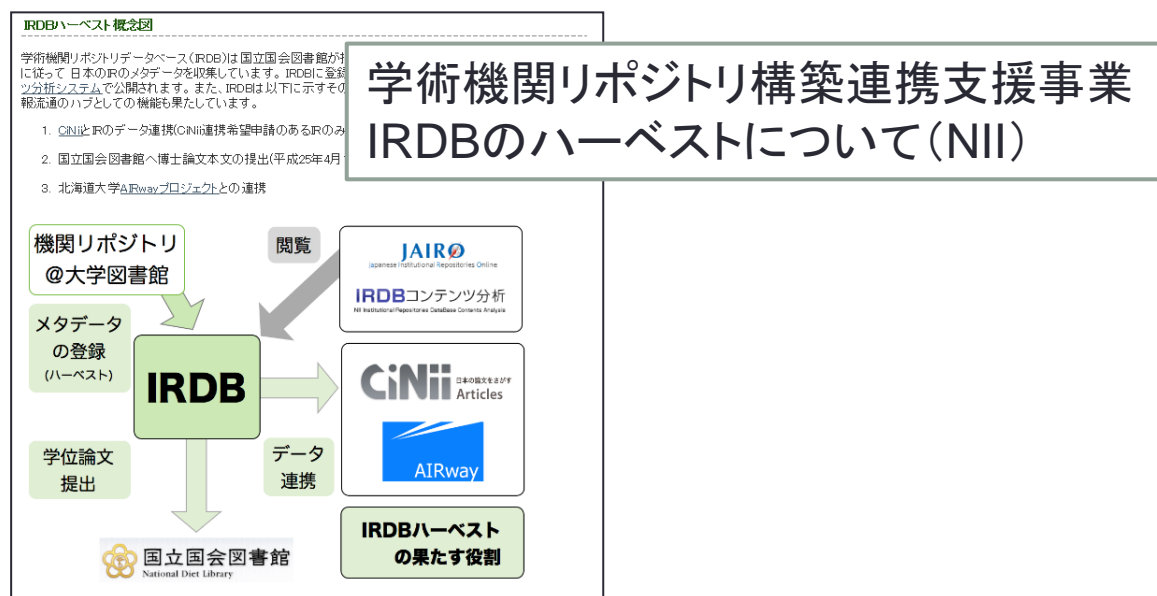 IRDBハーベスト概念図
学術機関リポジトリデータベース(IRDB)は国立国会図書館が
に従って 日本のIRのメタデータを収集しています。IRDBに登録
ツ分析システムで公開されます。また、IRDBは以下に示すその
報流通のハブとしての機能も果たしています。
1. CiNiiとIRのデータ連携(CiNii連携希望申請のあるIRのみ
2. 国立国会図書館へ博士論文本文の提出(平成25年4月
3. 北海道大学AIRwayプロジェクトとの連携
学術機関リポジトリ構築連携支援事業
IRDBのハーベストについて(NII)
機関リポジトリ
@大学図書館
閲覧
JAIRO
Japanese Institutional Repositories Online
IRDBコンテンツ分析
NII Institutional Repositories DataBase Contents Analysis
メタデータ
の登録
(ハーベスト)
IRDB
CiNii 日本の論文をさがす
Articles
AIRway
学位論文
提出
データ
連携
国立国会図書館
National Diet Library
IRDBハーベスト
の果たす役割